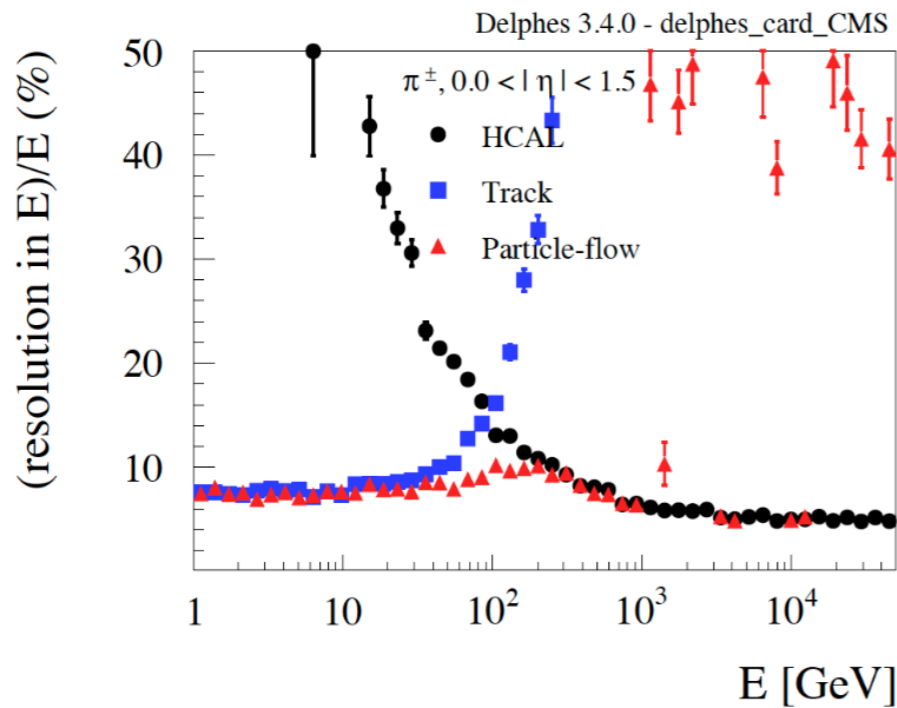 Delphes 3.4.0 - delphes_card_CMS
(resolution in E)/E (%)
50
40
30
20
10
π±, 0.0 < | η | < 1.5
HCAL
Track
Particle-flow
1
10
10²
10³
10⁴
E [GeV]